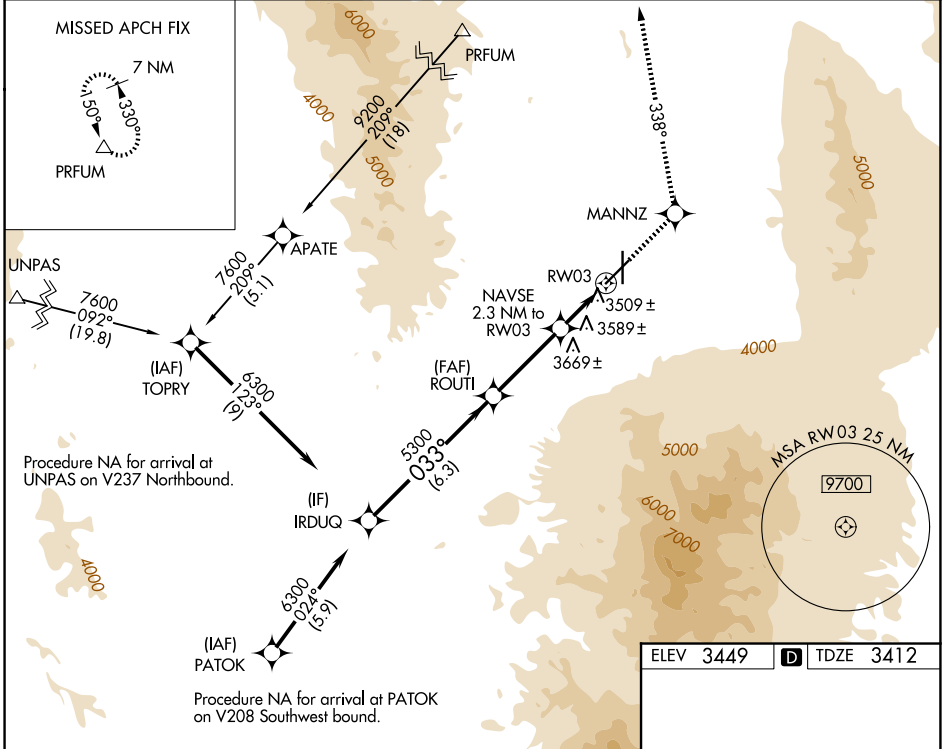 MISSED APCH FIX
7 NM
150°
330°
PRFUM
6000
4000
5000
PRFUM
9200
209°
(18)
338°
5000
MANNZ
APATE
UNPAS
7600
092°
(19.8)
7600
209°
(5.1)
RW03
NAVSE
2.3 NM to
RW03
3509 ±
3589 ±
3669 ±
4000
(IAF)
TOPRY
(FAF)
ROUTI
6300
123°
(9)
5300
033°
(6.3)
Procedure NA for arrival at
UNPAS on V237 Northbound.
5000
6000
7000
MSA RW03 25 NM
9700
(IF)
IRDUQ
4000
6300
024°
(5.9)
(IAF)
PATOK
Procedure NA for arrival at PATOK
on V208 Southwest bound.
ELEV 3449 D TDZE 3412